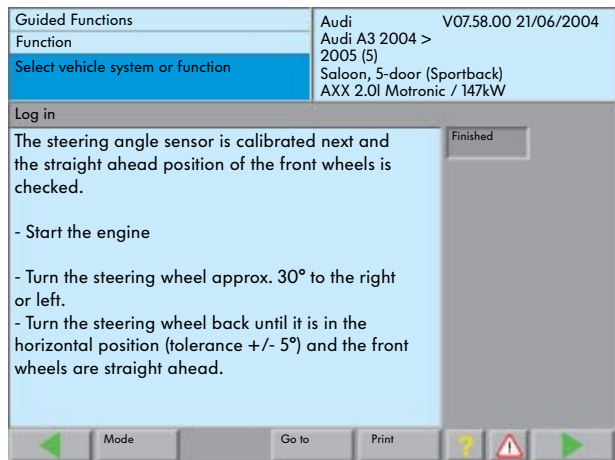 Guided Functions
Function
Select vehicle system or function
Audi V07.58.00 21/06/2004
Audi A3 2004 >
2005 (5)
Saloon, 5-door (Sportback)
AXX 2.0l Motronic / 147kW
Log in
The steering angle sensor is calibrated next and
the straight ahead position of the front wheels is
checked.
- Start the engine
- Turn the steering wheel approx. 30° to the right
or left.
- Turn the steering wheel back until it is in the
horizontal position (tolerance +/- 5°) and the front
wheels are straight ahead.
Finished
Mode
Go to
Print
?